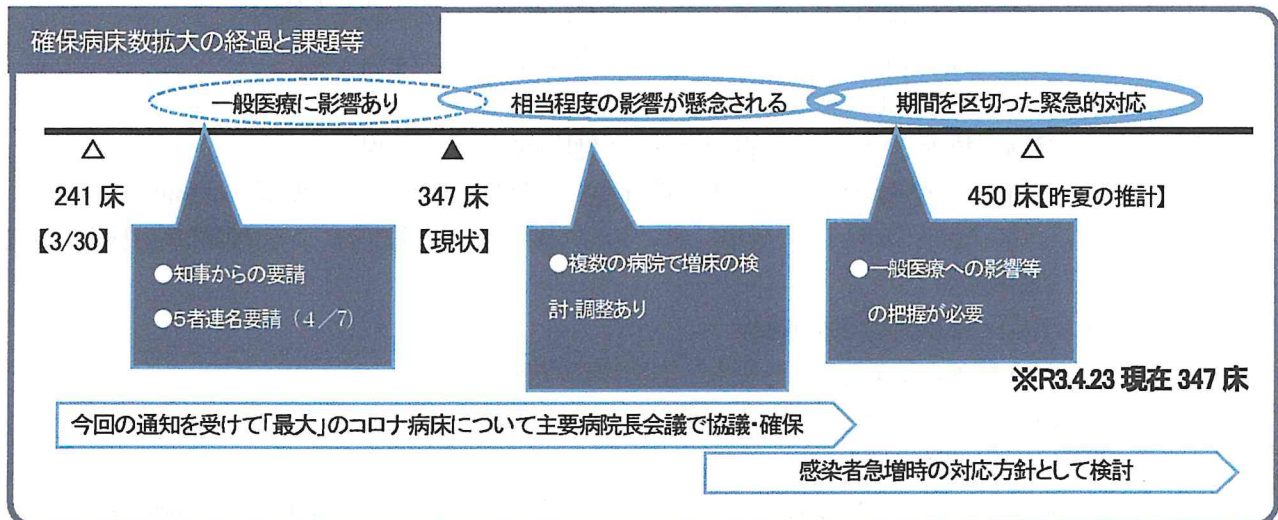 確保病床数拡大の経過と課題等
一般医療に影響あり
相当程度の影響が懸念される
期間を区切った緊急的対応
△
▲
△
241 床
347 床
450 床【昨夏の推計】
【3/30】
【現状】
●知事からの要請
●5者連名要請（4／7）
●複数の病院で増床の検
討・調整あり
●一般医療への影響等
の把握が必要
※R3.4.23 現在 347 床
今回の通知を受けて「最大」のコロナ病床について主要病院長会議で協議・確保
感染者急増時の対応方針として検討